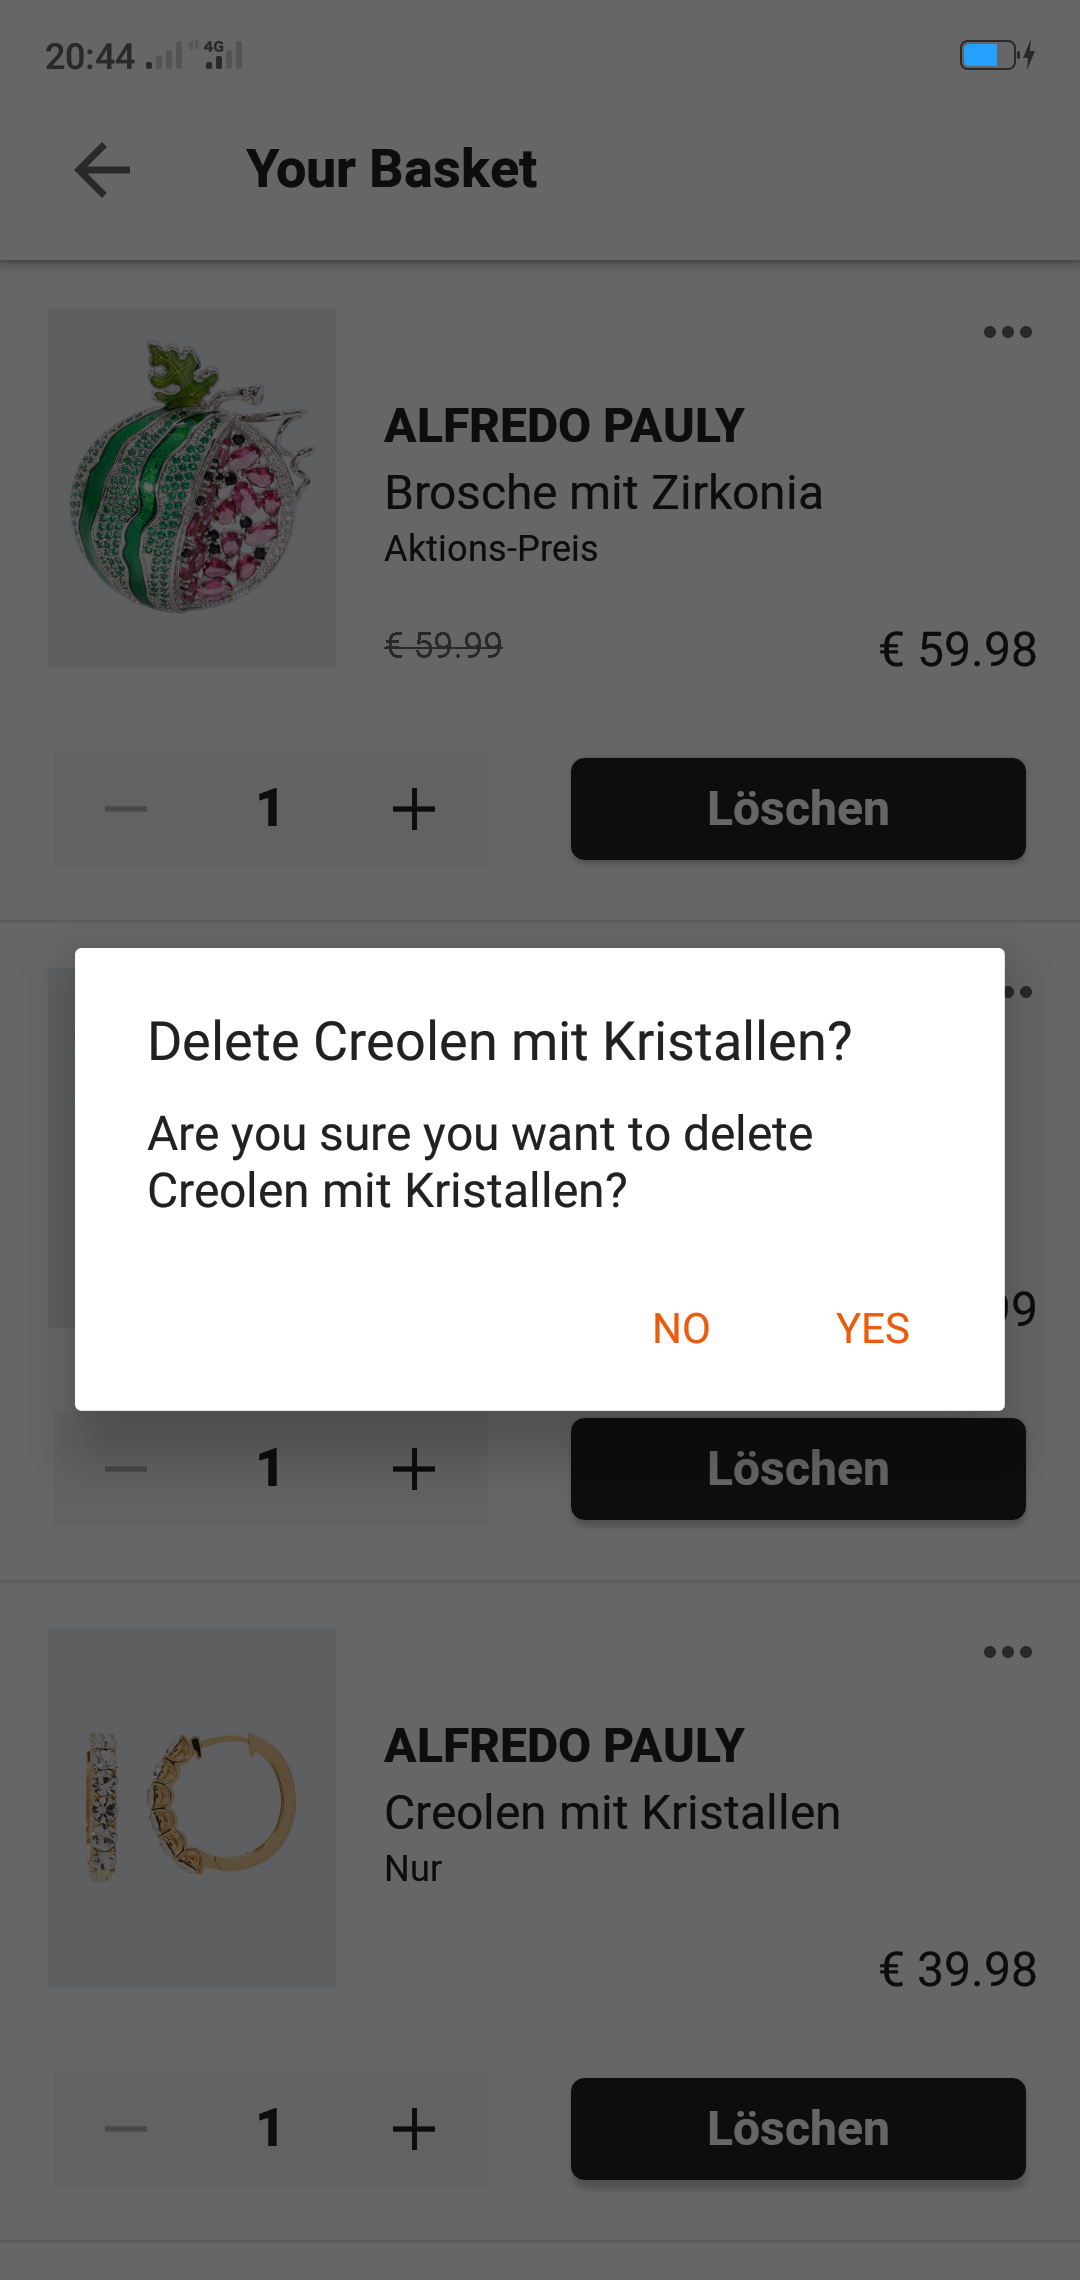 20:44 4G
Your Basket
ALFREDO PAULY
Brosche mit Zirkonia
Aktions-Preis
€ 59.99
€ 59.98
1
Löschen
Delete Creolen mit Kristallen?
Are you sure you want to delete
Creolen mit Kristallen?
9
NO YES
1
Löschen
ALFREDO PAULY
Creolen mit Kristallen
Nur
€ 39.98
1
Löschen